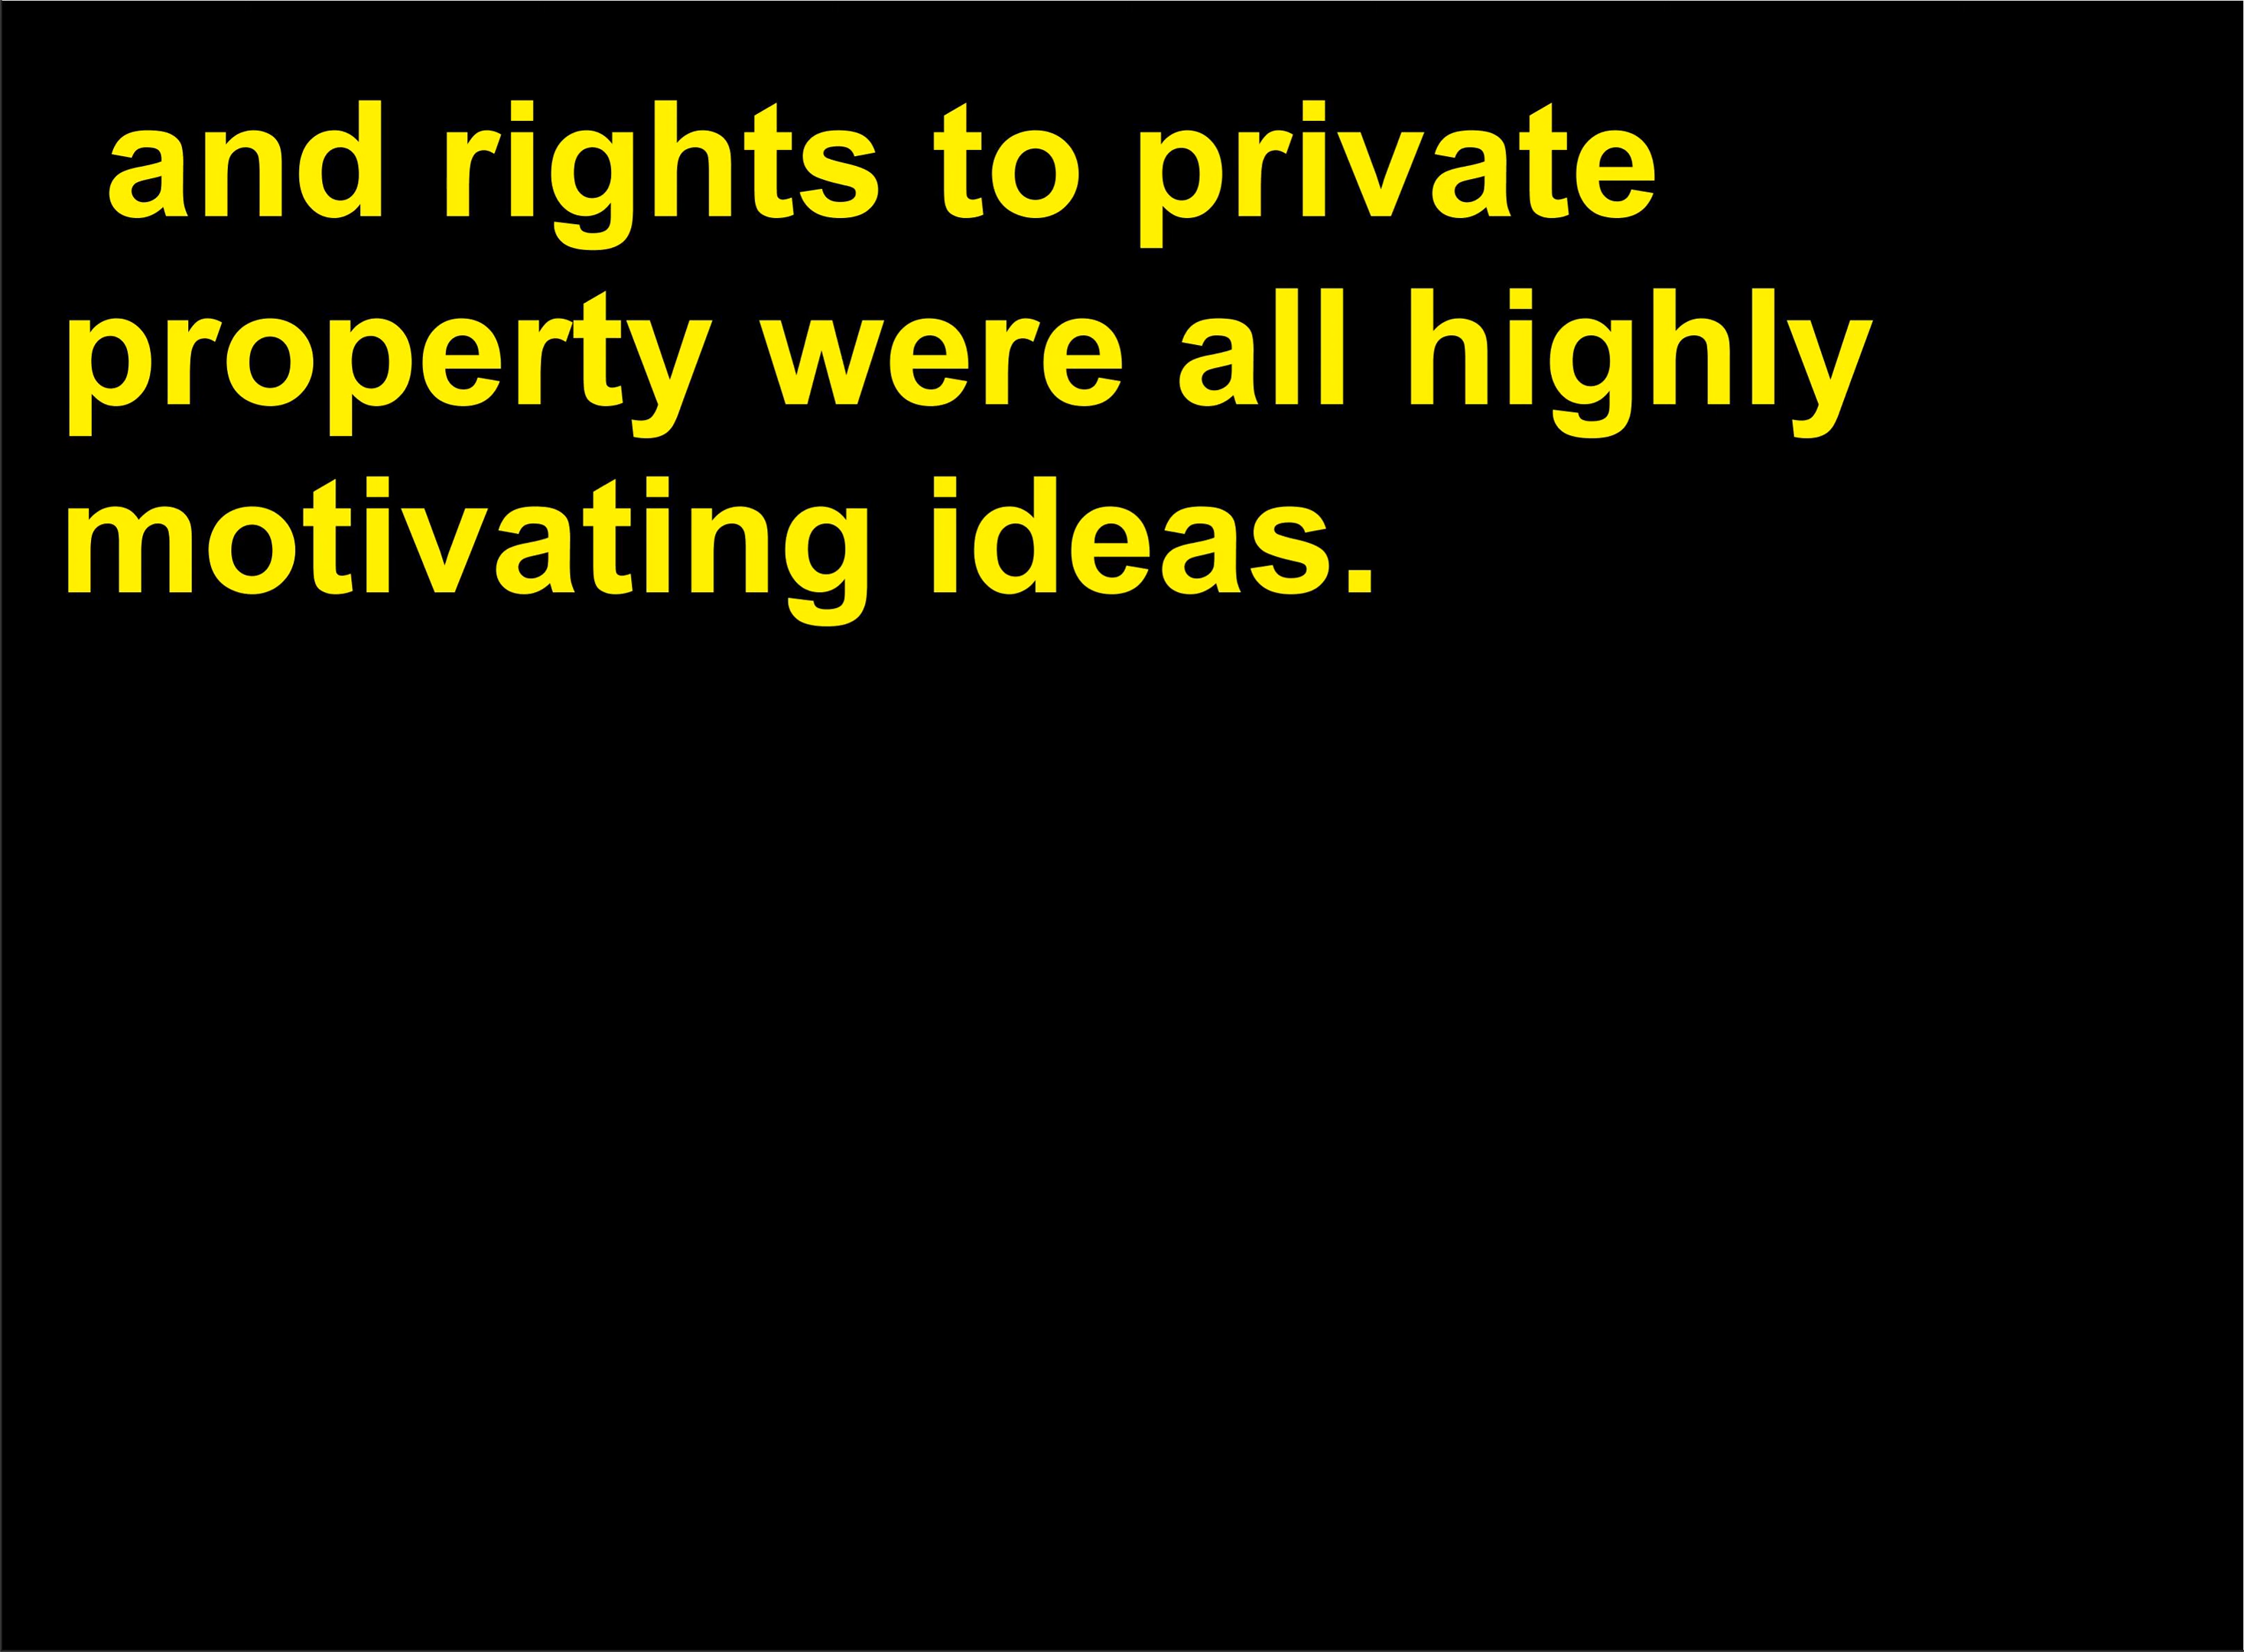 and rights to private
property were all highly
motivating ideas.